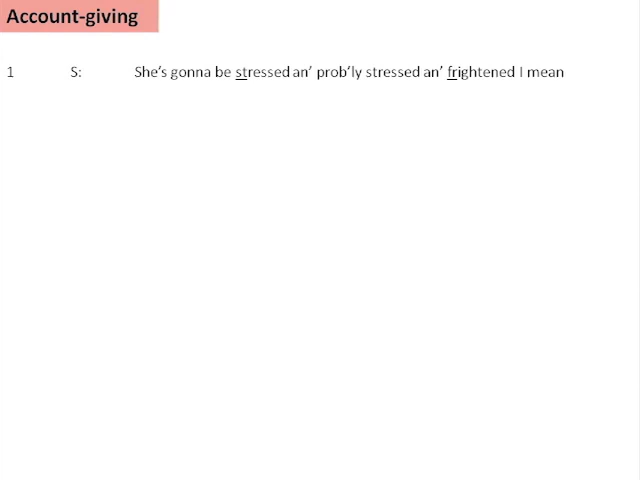 Account-giving
1 S: She’s gonna be stressed an’ prob’ly stressed an’ frightened I mean